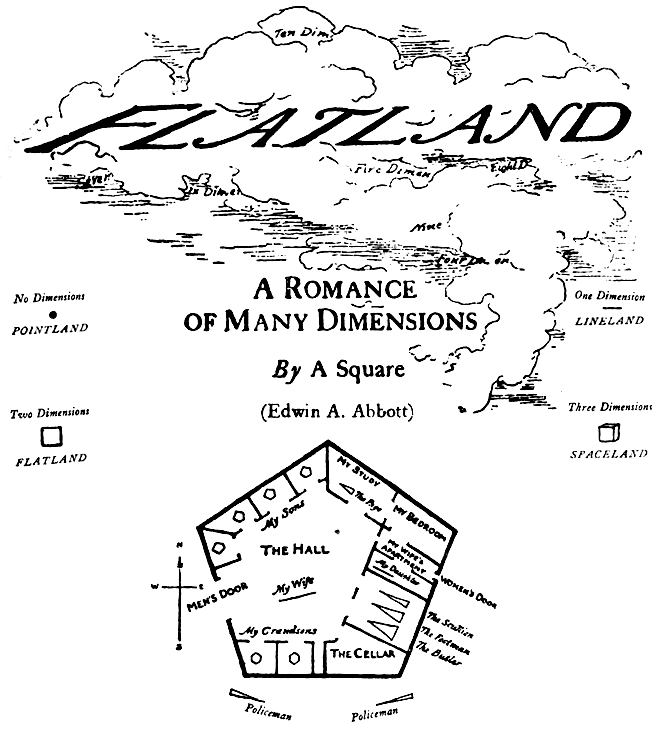 Ten Dim
FLATLAND
Five Dimen
Eight D
Nine
A ROMANCE
OF MANY DIMENSIONS
No Dimensions
POINTLAND
One Dimension
LINELAND
By A Square
(Edwin A. Abbott)
Two Dimensions
FLATLAND
Three Dimensions
SPACELAND
MY STUDY
The Page
MY BEDROOM
My Sons
THE HALL
MY WIFE'S
APARTMENT
My Daughter
WOMEN'S DOOR
N
W
E
S
MEN'S DOOR
My Wife
The Scullion
The Footman
The Butler
My Grandsons
THE CELLAR
Policeman
Policeman